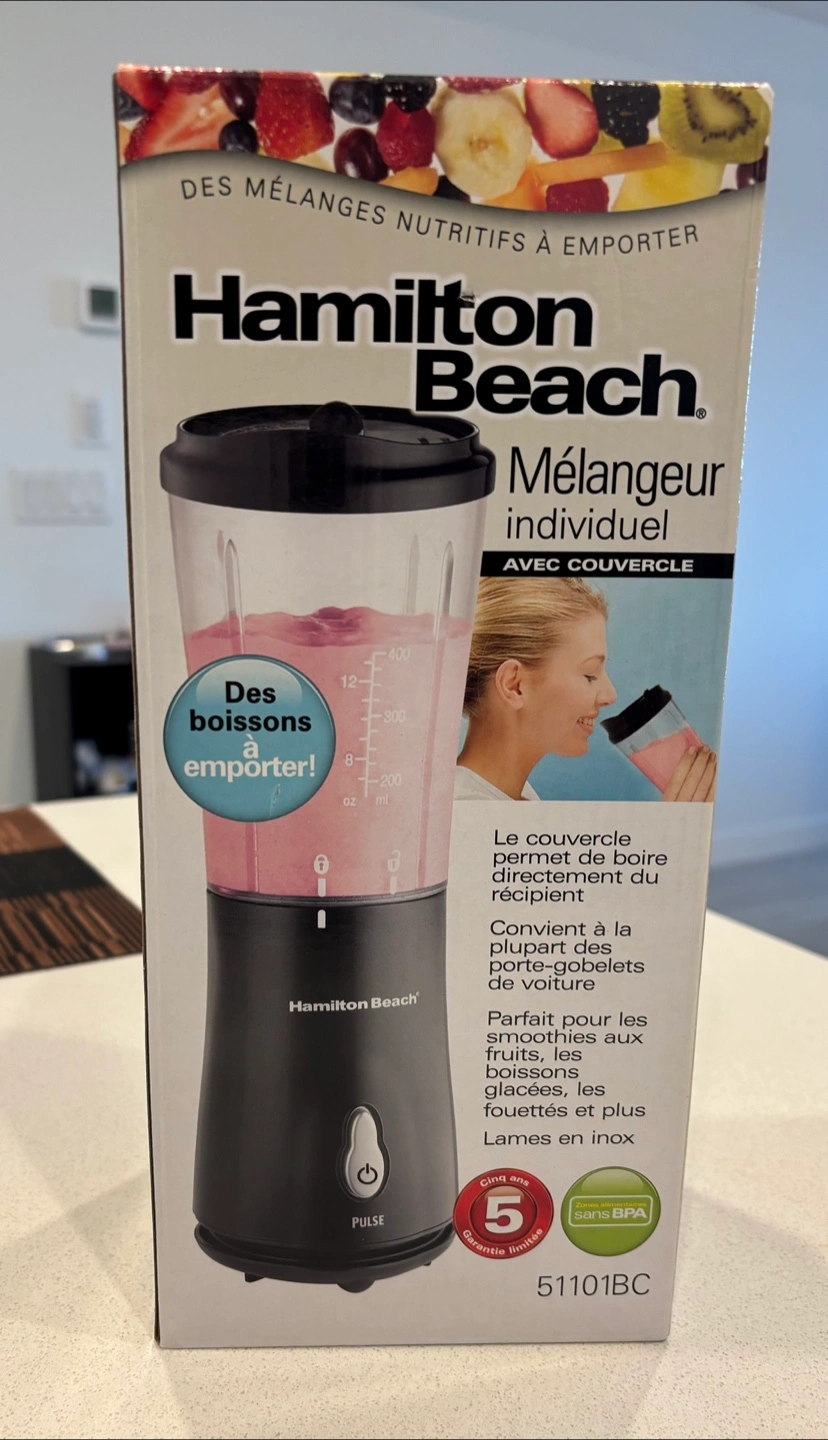 DES MÉLANGES NUTRITIFS À EMPORTER
Hamilton
Beach®
Mélangeur
individuel
AVEC COUVERCLE
400
12
300
8
200
oz ml
Des
boissons
à
emporter!
Le couvercle
permet de boire
directement du
récipient
Convient à la
plupart des
porte-gobelets
de voiture
Parfait pour les
smoothies aux
fruits, les
boissons
glacées, les
fouettés et plus
Lames en inox
Hamilton Beach®
PULSE
Cinq ans
5
Garantie limitée
Zones alimentaires
sans BPA
51101BC